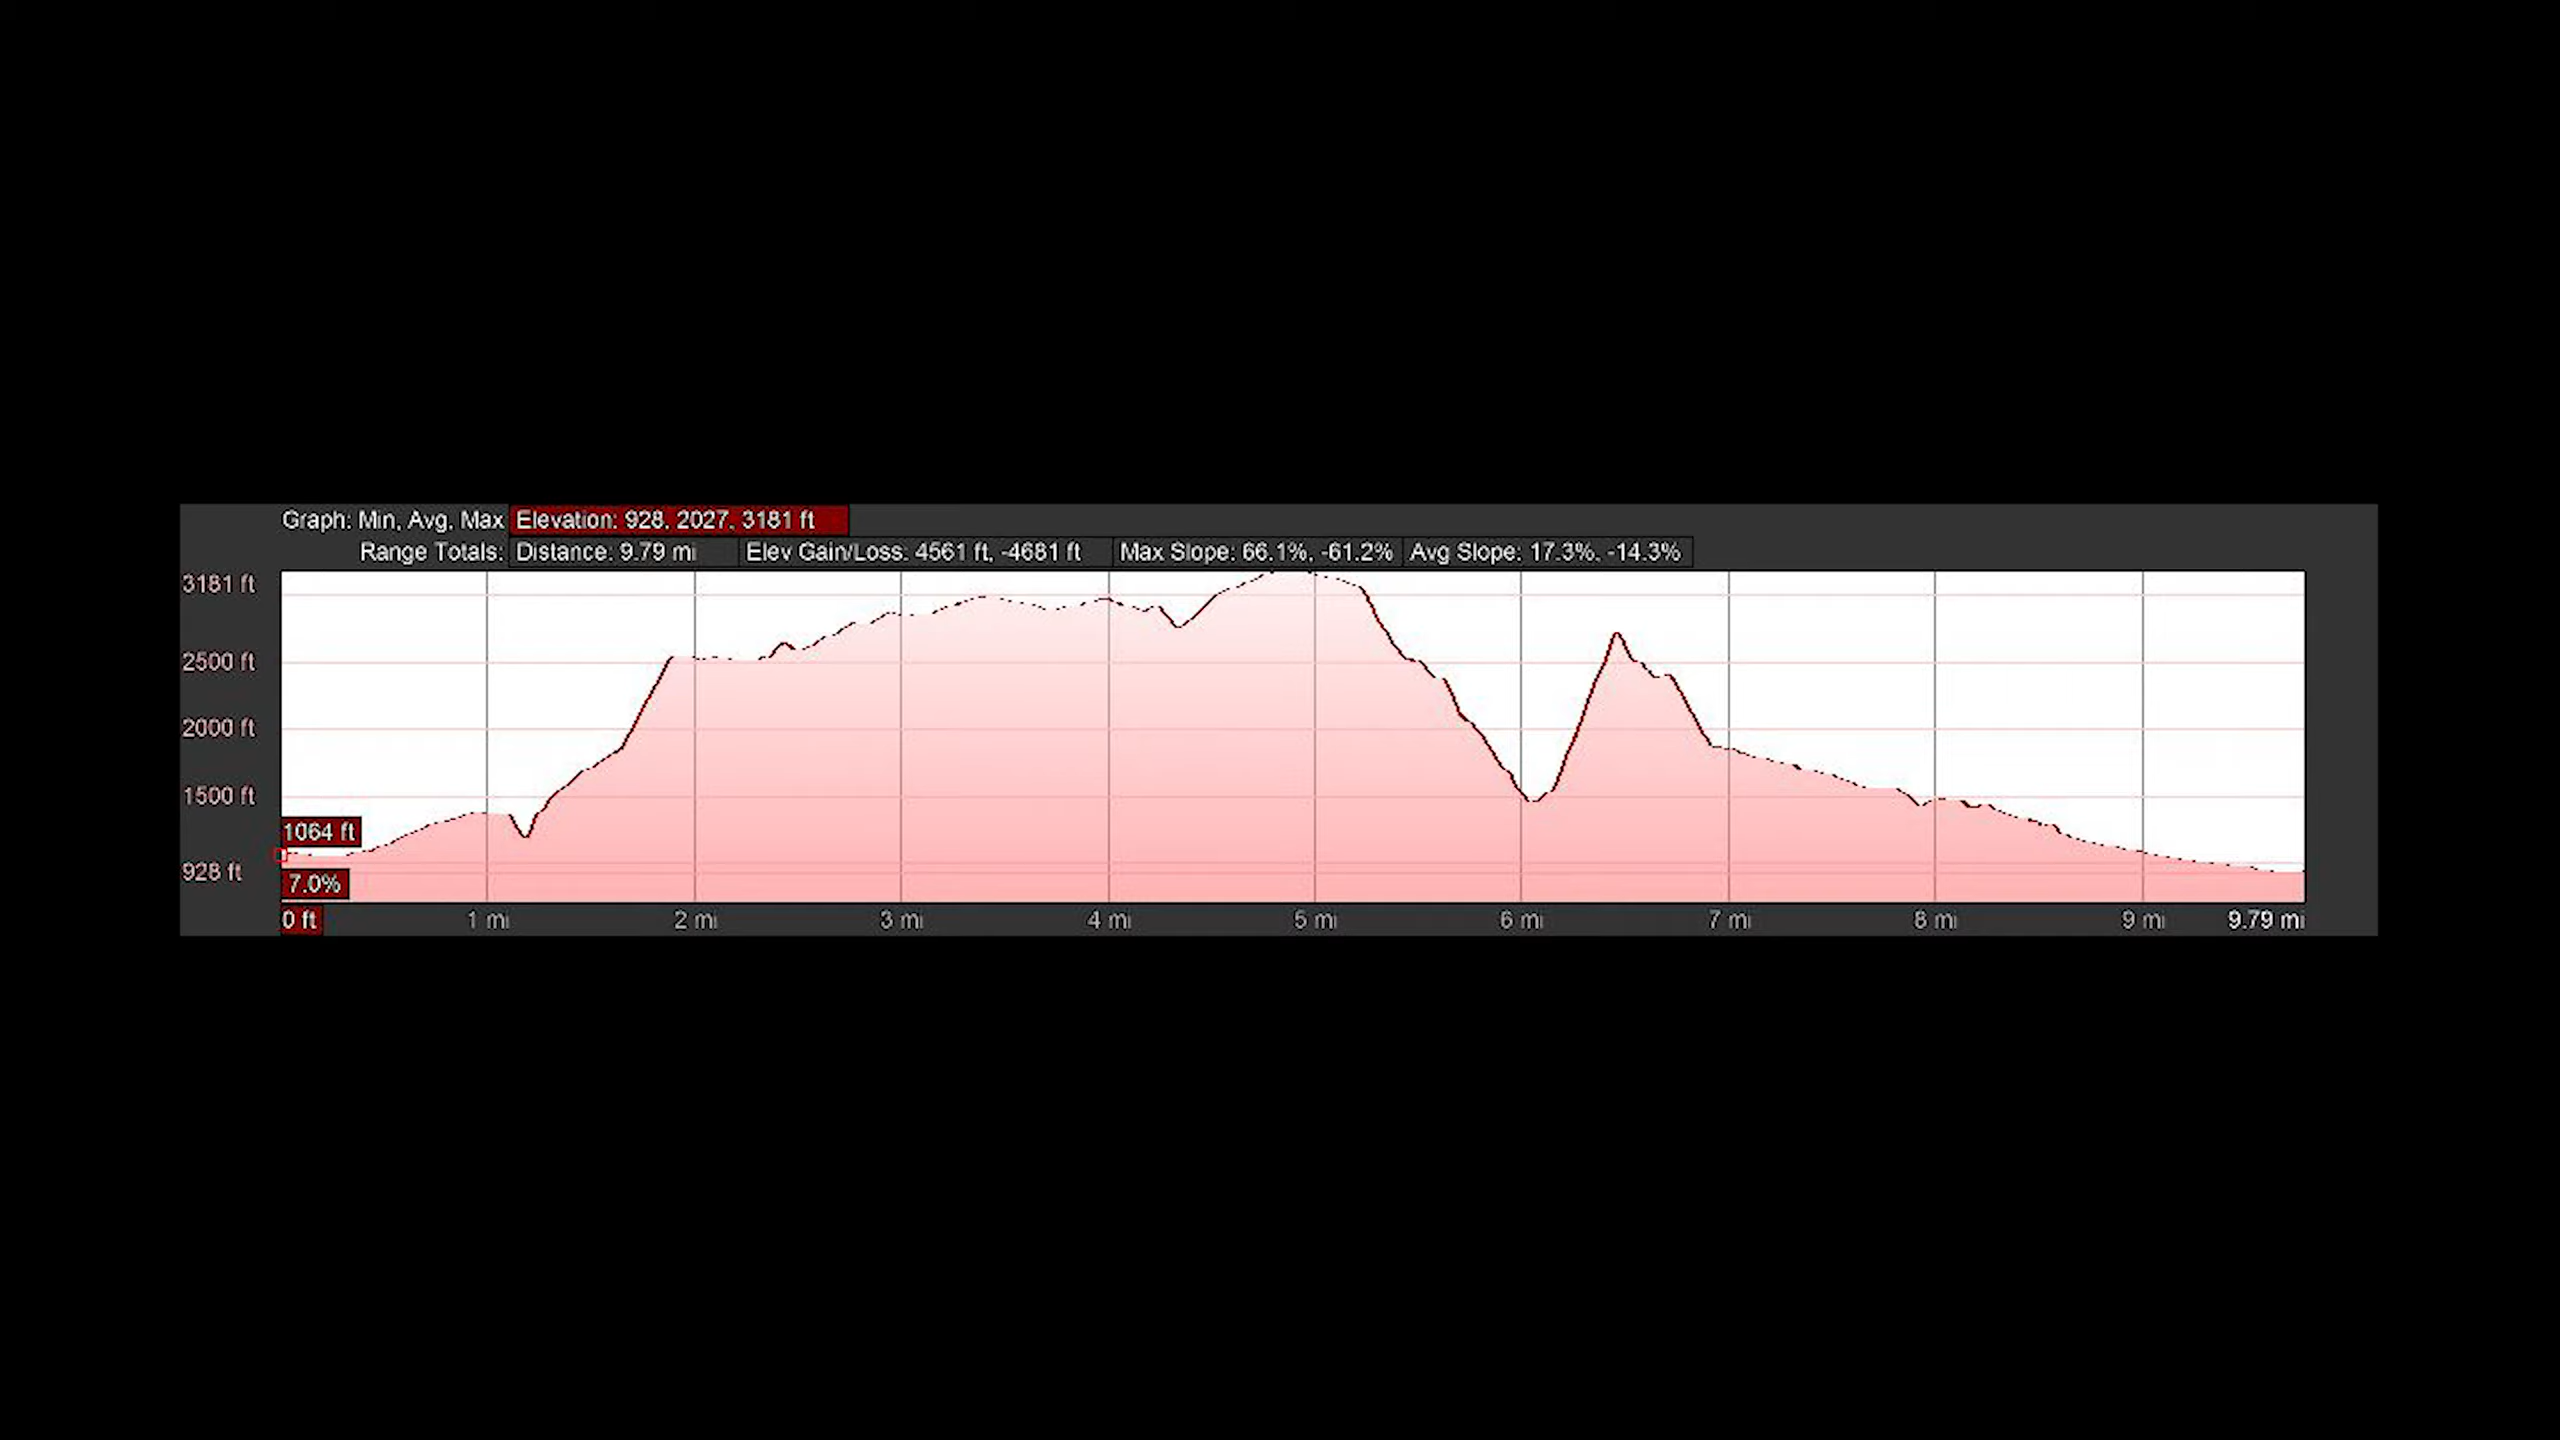 Graph: Min, Avg, Max Elevation: 928, 2027, 3181 ft
Range Totals: Distance: 9.79 mi Elev Gain/Loss: 4561 ft, -4681 ft Max Slope: 66.1%, -61.2% Avg Slope: 17.3%, -14.3%
3181 ft
2500 ft
2000 ft
1500 ft
1064 ft
928 ft
7.0%
0 ft 1 mi 2 mi 3 mi 4 mi 5 mi 6 mi 7 mi 8 mi 9 mi 9.79 mi